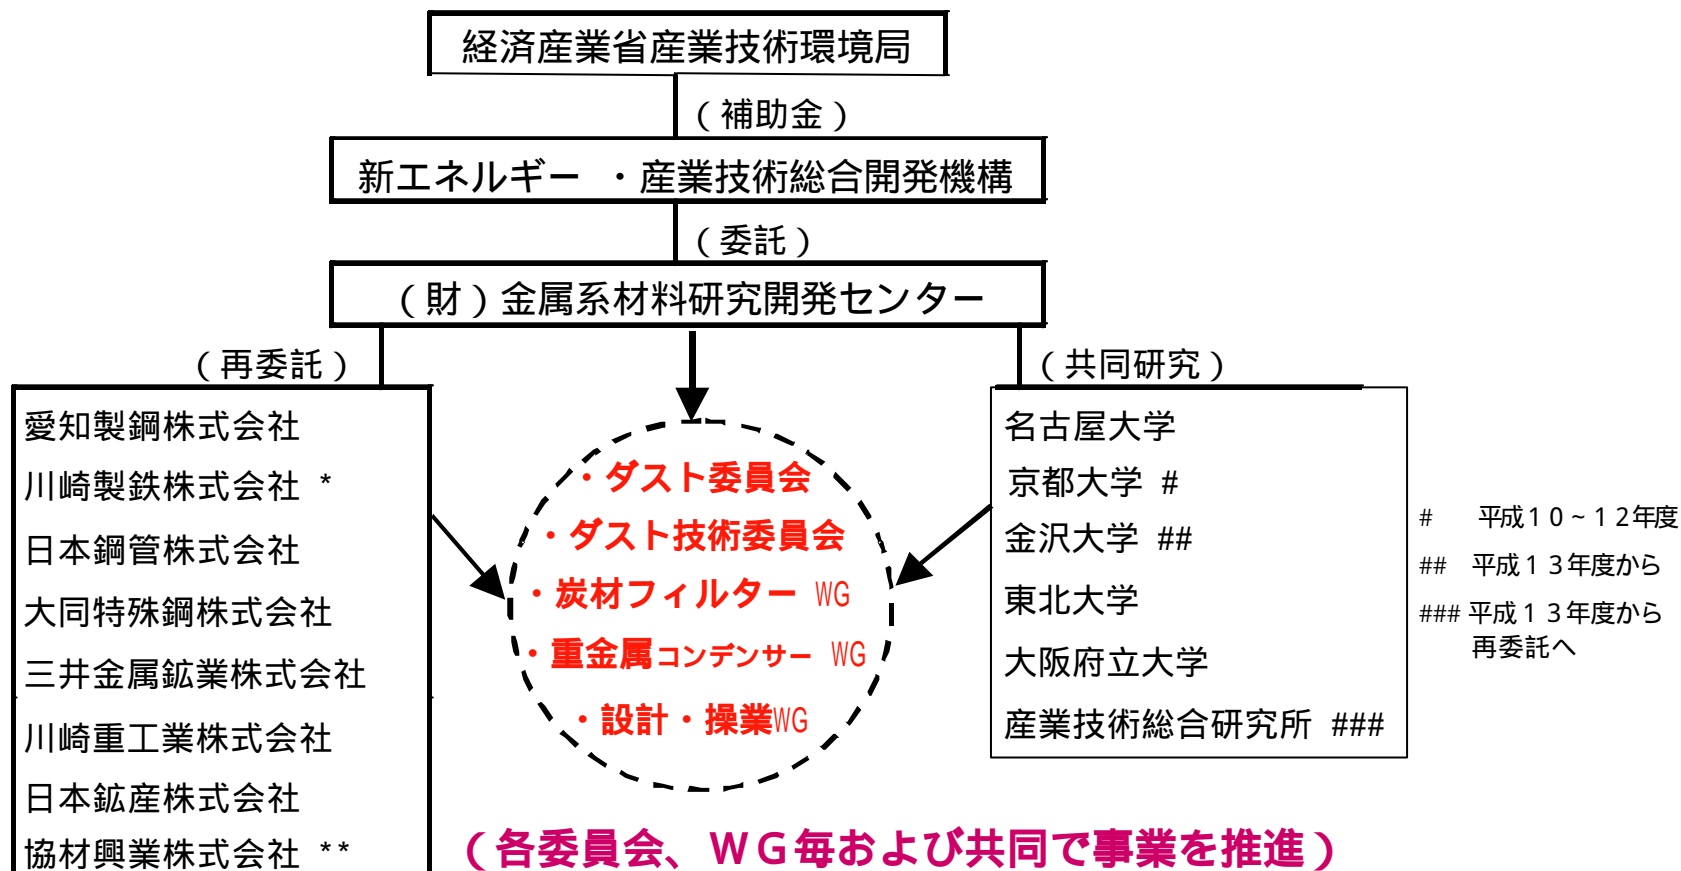 経済産業省産業技術環境局
（補助金）
新エネルギー ・産業技術総合開発機構
（委託）
（財）金属系材料研究開発センター
（再委託）
愛知製鋼株式会社
川崎製鉄株式会社 *
日本鋼管株式会社
大同特殊鋼株式会社
三井金属鉱業株式会社
川崎重工業株式会社
日本鉱産株式会社
協材興業株式会社 **
・ダスト委員会
・ダスト技術委員会
・炭材フィルター WG
・重金属コンデンサー WG
・設計・操業WG
（共同研究）
名古屋大学
京都大学 #
金沢大学 ##
東北大学
大阪府立大学
産業技術総合研究所 ###
# 平成１０~１２年度
## 平成１３年度から
### 平成１３年度から
再委託へ
（各委員会、ＷＧ毎および共同で事業を推進）